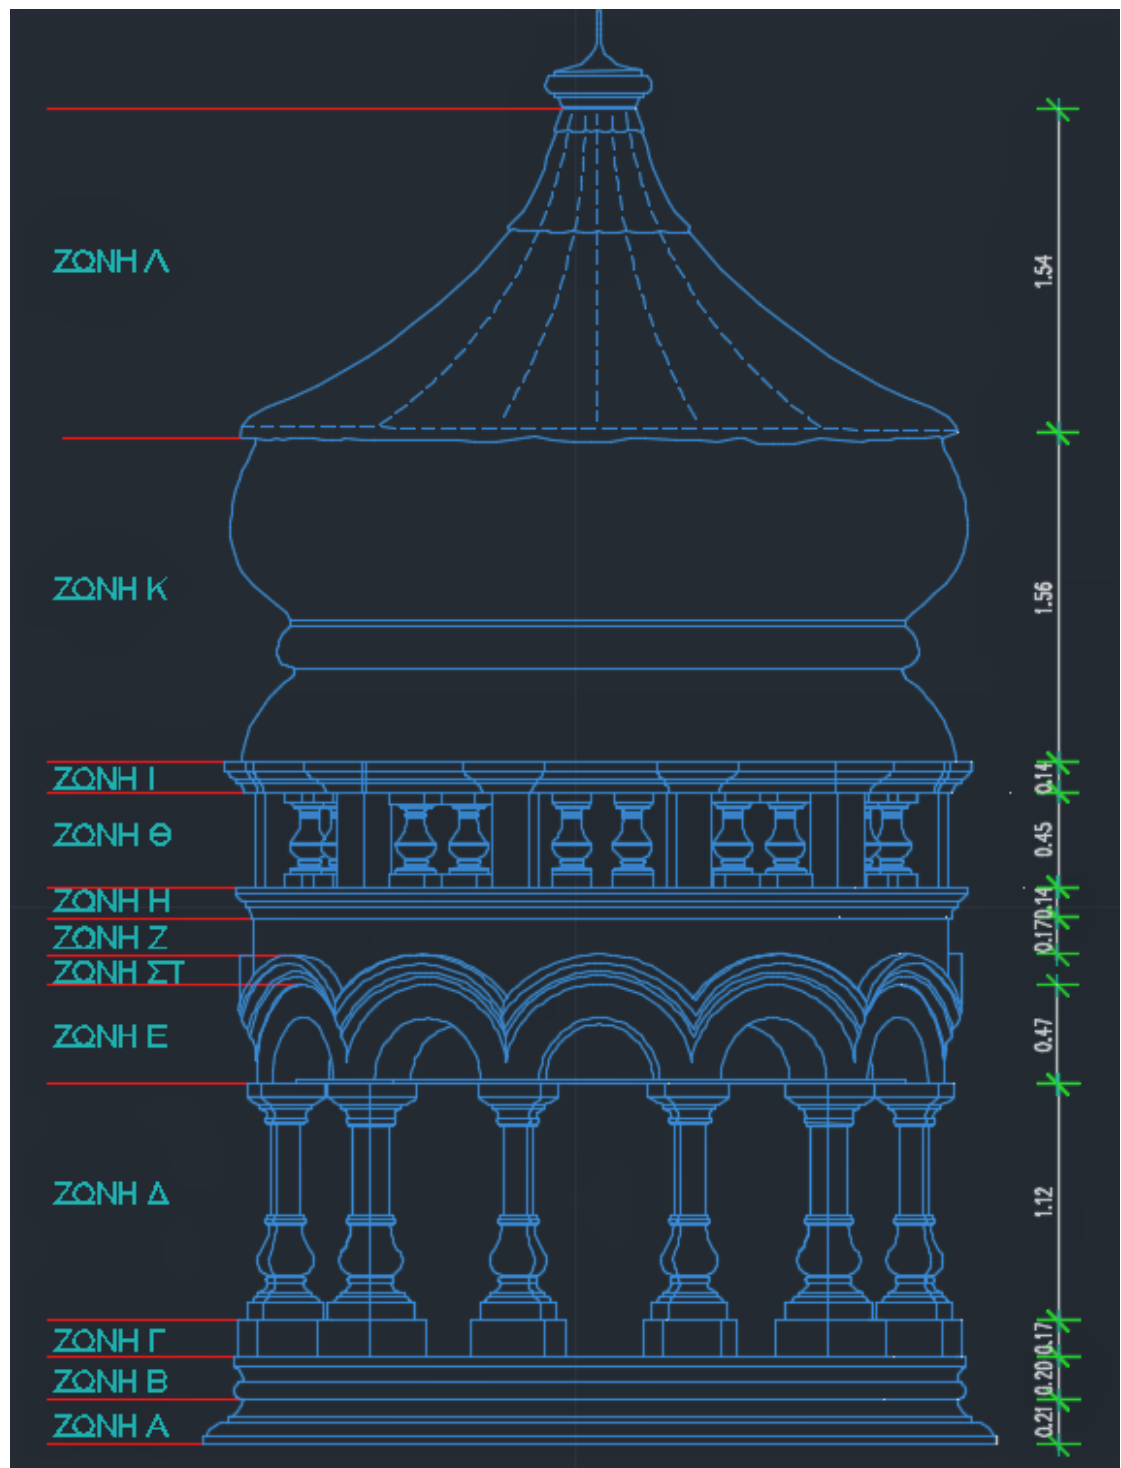 ΖΩΝΗ Λ
1.54
ΖΩΝΗ Κ
1.56
ΖΩΝΗ Ι
0.14
ΖΩΝΗ Θ
0.45
ΖΩΝΗ Η
0.14
ΖΩΝΗ Ζ
0.17
ΖΩΝΗ ΣΤ
ΖΩΝΗ Ε
0.47
ΖΩΝΗ Δ
1.12
ΖΩΝΗ Γ
0.17
ΖΩΝΗ Β
0.20
ΖΩΝΗ Α
0.21